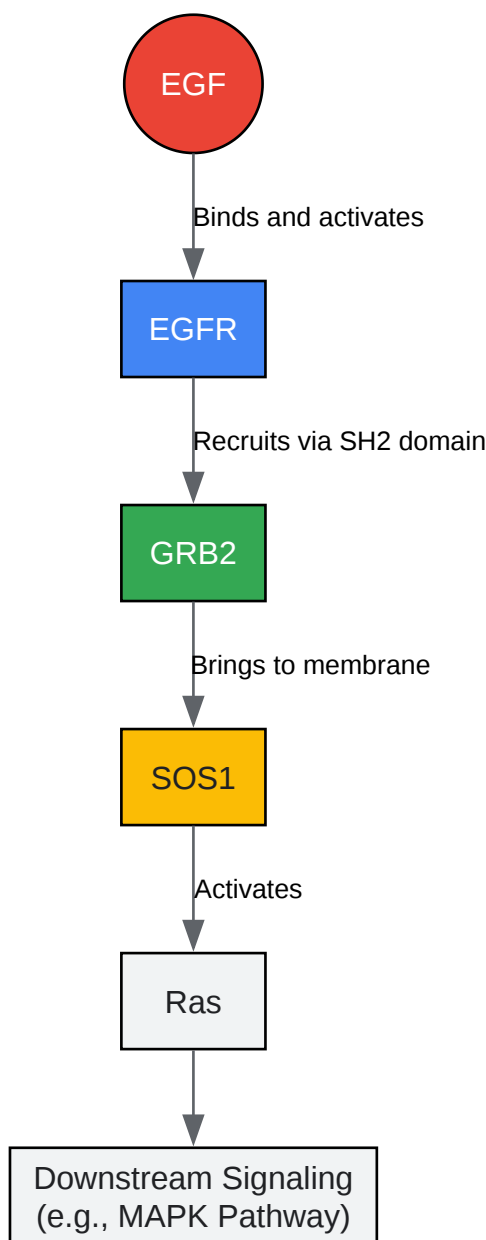 EGF
Binds and activates
EGFR
Recruits via SH2 domain
GRB2
Brings to membrane
SOS1
Activates
Ras
Downstream Signaling
(e.g., MAPK Pathway)